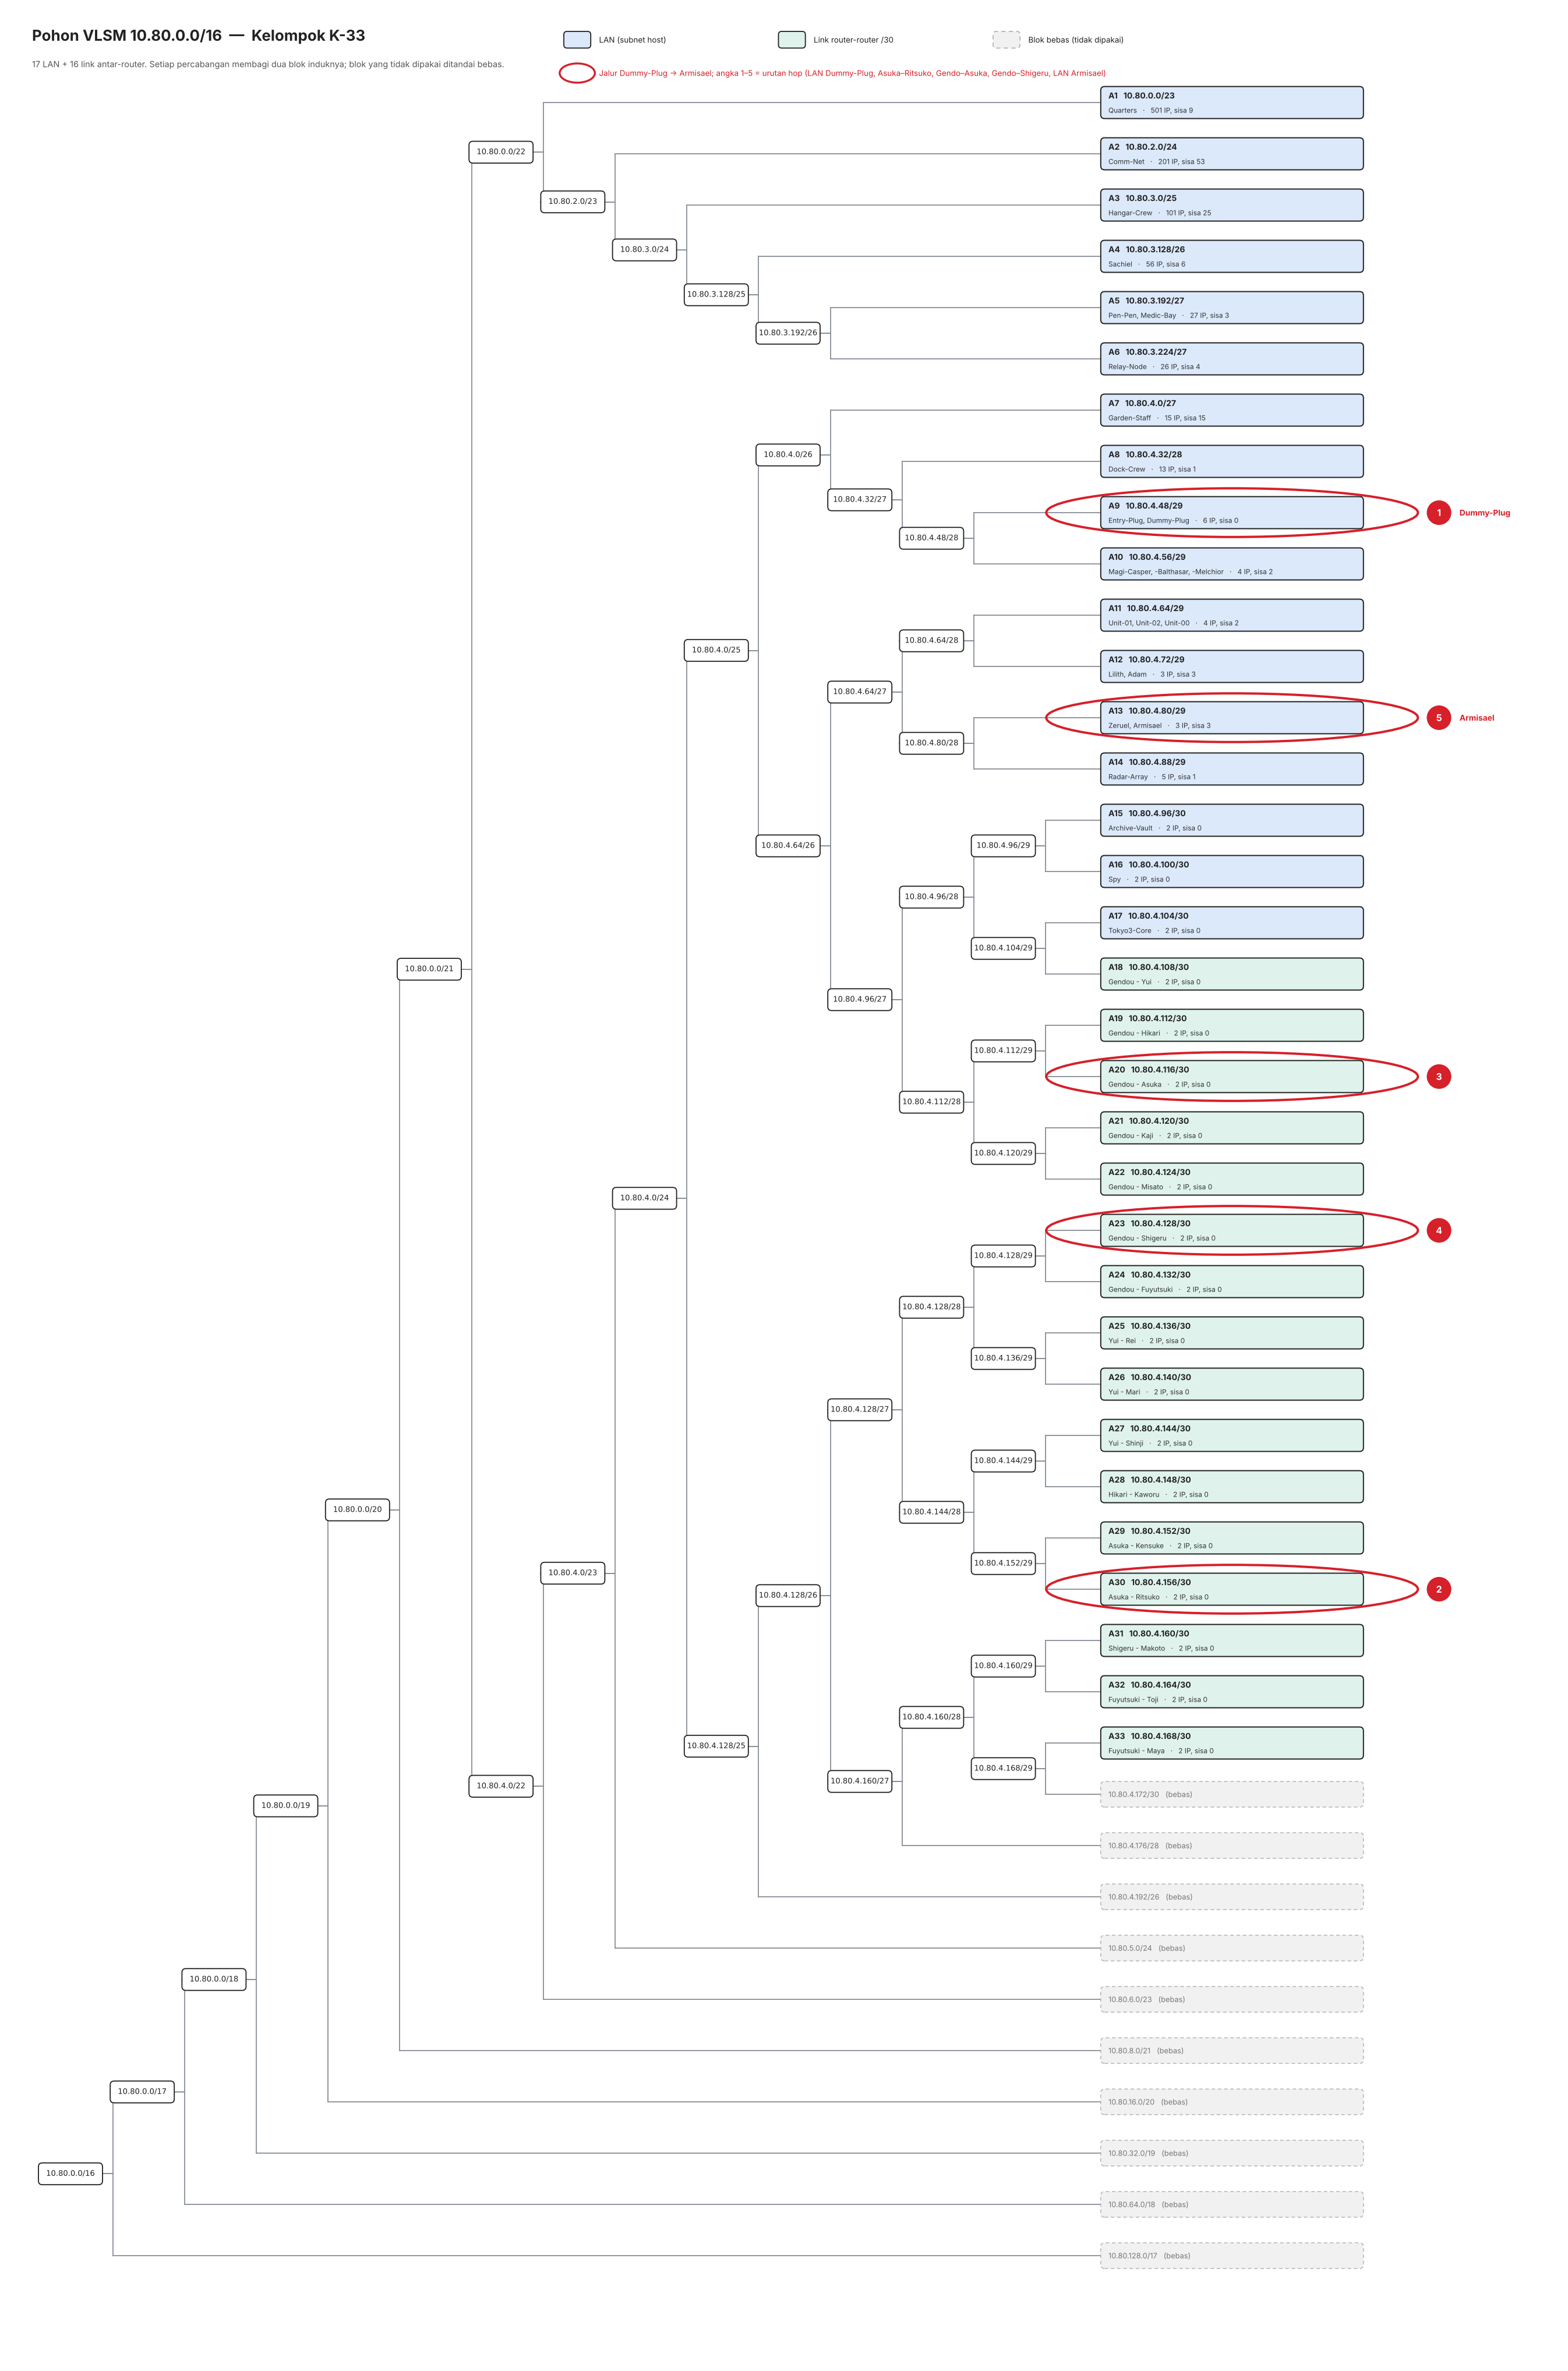 Pohon VLSM 10.80.0.0/16 — Kelompok K-33
17 LAN + 16 link antar-router. Setiap percabangan membagi dua blok induknya; blok yang tidak dipakai ditandai bebas.
LAN (subnet host)
Link router-router /30
Blok bebas (tidak dipakai)
Jalur Dummy-Plug → Armisael; angka 1–5 = urutan hop (LAN Dummy-Plug, Asuka–Ritsuko, Gendo–Asuka, Gendo–Shigeru, LAN Armisael)
A1 10.80.0.0/23
Quarters · 501 IP, sisa 9
10.80.0.0/22
A2 10.80.2.0/24
Comm-Net · 201 IP, sisa 53
10.80.2.0/23
A3 10.80.3.0/25
Hangar-Crew · 101 IP, sisa 25
10.80.3.0/24
A4 10.80.3.128/26
Sachiel · 56 IP, sisa 6
10.80.3.128/25
A5 10.80.3.192/27
Pen-Pen, Medic-Bay · 27 IP, sisa 3
10.80.3.192/26
A6 10.80.3.224/27
Relay-Node · 26 IP, sisa 4
A7 10.80.4.0/27
Garden-Staff · 15 IP, sisa 15
10.80.4.0/26
A8 10.80.4.32/28
Dock-Crew · 13 IP, sisa 1
10.80.4.32/27
A9 10.80.4.48/29
Entry-Plug, Dummy-Plug · 6 IP, sisa 0
1 Dummy-Plug
10.80.4.48/28
A10 10.80.4.56/29
Magi-Casper, -Balthasar, -Melchior · 4 IP, sisa 2
A11 10.80.4.64/29
Unit-01, Unit-02, Unit-00 · 4 IP, sisa 2
10.80.4.64/28
10.80.4.0/25
A12 10.80.4.72/29
Lilith, Adam · 3 IP, sisa 3
10.80.4.64/27
A13 10.80.4.80/29
Zeruel, Armisael · 3 IP, sisa 3
5 Armisael
10.80.4.80/28
A14 10.80.4.88/29
Radar-Array · 5 IP, sisa 1
A15 10.80.4.96/30
Archive-Vault · 2 IP, sisa 0
10.80.4.64/26
10.80.4.96/29
A16 10.80.4.100/30
Spy · 2 IP, sisa 0
10.80.4.96/28
A17 10.80.4.104/30
Tokyo3-Core · 2 IP, sisa 0
10.80.4.104/29
10.80.0.0/21
A18 10.80.4.108/30
Gendou - Yui · 2 IP, sisa 0
10.80.4.96/27
A19 10.80.4.112/30
Gendou - Hikari · 2 IP, sisa 0
10.80.4.112/29
A20 10.80.4.116/30
Gendou - Asuka · 2 IP, sisa 0
3
10.80.4.112/28
A21 10.80.4.120/30
Gendou - Kaji · 2 IP, sisa 0
10.80.4.120/29
A22 10.80.4.124/30
Gendou - Misato · 2 IP, sisa 0
10.80.4.0/24
A23 10.80.4.128/30
Gendou - Shigeru · 2 IP, sisa 0
4
10.80.4.128/29
A24 10.80.4.132/30
Gendou - Fuyutsuki · 2 IP, sisa 0
10.80.4.128/28
A25 10.80.4.136/30
Yui - Rei · 2 IP, sisa 0
10.80.4.136/29
A26 10.80.4.140/30
Yui - Mari · 2 IP, sisa 0
10.80.4.128/27
A27 10.80.4.144/30
Yui - Shinji · 2 IP, sisa 0
10.80.4.144/29
A28 10.80.4.148/30
Hikari - Kaworu · 2 IP, sisa 0
10.80.0.0/20
10.80.4.144/28
A29 10.80.4.152/30
Asuka - Kensuke · 2 IP, sisa 0
10.80.4.152/29
10.80.4.0/23
A30 10.80.4.156/30
Asuka - Ritsuko · 2 IP, sisa 0
2
10.80.4.128/26
A31 10.80.4.160/30
Shigeru - Makoto · 2 IP, sisa 0
10.80.4.160/29
A32 10.80.4.164/30
Fuyutsuki - Toji · 2 IP, sisa 0
10.80.4.160/28
A33 10.80.4.168/30
Fuyutsuki - Maya · 2 IP, sisa 0
10.80.4.128/25
10.80.4.168/29
10.80.4.160/27
10.80.4.0/22
10.80.4.172/30 (bebas)
10.80.0.0/19
10.80.4.176/28 (bebas)
10.80.4.192/26 (bebas)
10.80.5.0/24 (bebas)
10.80.0.0/18
10.80.6.0/23 (bebas)
10.80.8.0/21 (bebas)
10.80.0.0/17
10.80.16.0/20 (bebas)
10.80.32.0/19 (bebas)
10.80.0.0/16
10.80.64.0/18 (bebas)
10.80.128.0/17 (bebas)